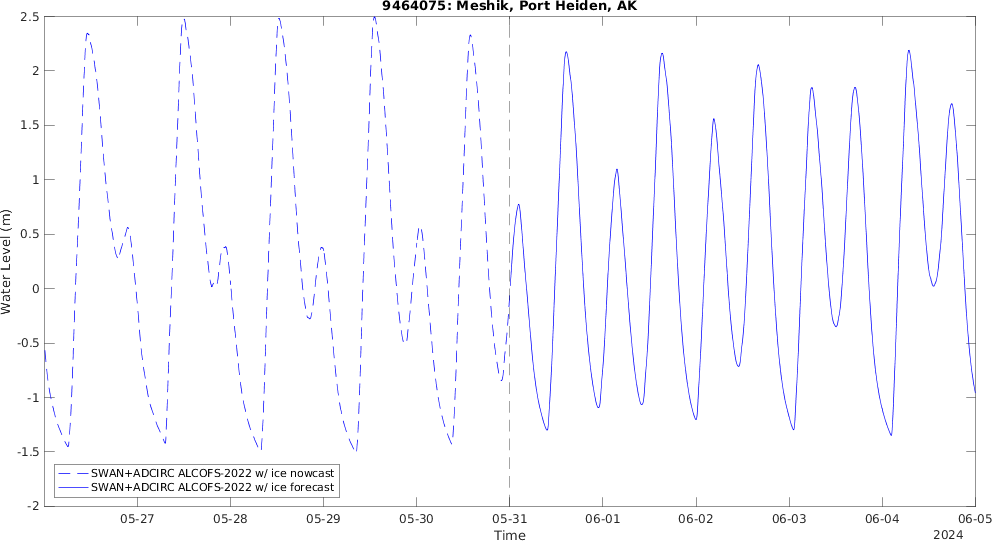 9464075: Meshik, Port Heiden, AK
Water Level (m)
2.5
2
1.5
1
0.5
0
-0.5
-1
-1.5
-2
SWAN+ADCIRC ALCOFS-2022 w/ ice nowcast
SWAN+ADCIRC ALCOFS-2022 w/ ice forecast
05-27 05-28 05-29 05-30 05-31 06-01 06-02 06-03 06-04 06-05
Time
2024